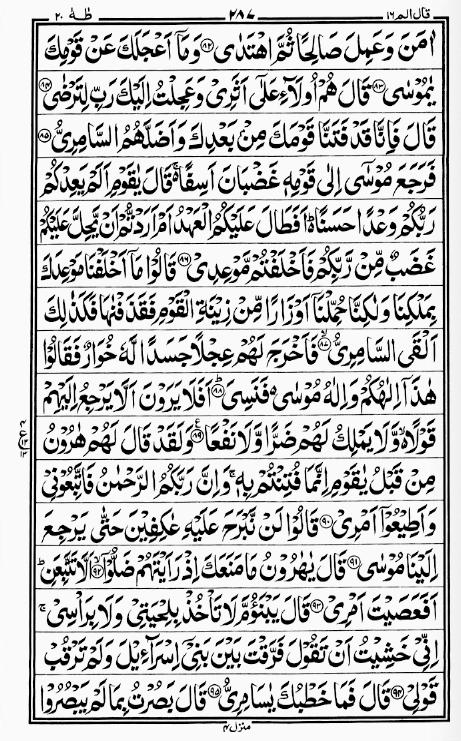 قال الم ١٦ ٢٨٧ طٰهٰ ٢٠
اٰمَنَ وَعَمِلَ صَالِحًا ثُمَّ اهْتَدٰى ﴿٨٢﴾ وَمَآ اَعْجَلَكَ عَنْ قَوْمِكَ
يٰمُوْسٰى ﴿٨٣﴾ قَالَ هُمْ اُولَآءِ عَلٰٓى اَثَرِيْ وَعَجِلْتُ اِلَيْكَ رَبِّ لِتَرْضٰى ﴿٨٤﴾
قَالَ فَاِنَّا قَدْ فَتَنَّا قَوْمَكَ مِنْۢ بَعْدِكَ وَاَضَلَّهُمُ السَّامِرِيُّ ﴿٨٥﴾
فَرَجَعَ مُوْسٰٓى اِلٰى قَوْمِهٖ غَضْبَانَ اَسِفًا ۚ قَالَ يٰقَوْمِ اَلَمْ يَعِدْكُمْ
رَبُّكُمْ وَعْدًا حَسَنًا ؕ اَفَطَالَ عَلَيْكُمُ الْعَهْدُ اَمْ اَرَدْتُّمْ اَنْ يَّحِلَّ عَلَيْكُمْ
غَضَبٌ مِّنْ رَّبِّكُمْ فَاَخْلَفْتُمْ مَّوْعِدِيْ ﴿٨٦﴾ قَالُوْا مَآ اَخْلَفْنَا مَوْعِدَكَ
بِمَلْكِنَا وَلٰكِنَّا حُمِّلْنَآ اَوْزَارًا مِّنْ زِيْنَةِ الْقَوْمِ فَقَذَفْنٰهَا فَكَذٰلِكَ
اَلْقَى السَّامِرِيُّ ﴿٨٧﴾ فَاَخْرَجَ لَهُمْ عِجْلًا جَسَدًا لَّهٗ خُوَارٌ فَقَالُوْا
هٰذَآ اِلٰهُكُمْ وَاِلٰهُ مُوْسٰى ۬ فَنَسِيَ ﴿٨٨﴾ اَفَلَا يَرَوْنَ اَلَّا يَرْجِعُ اِلَيْهِمْ
قَوْلًا ۙ وَّلَا يَمْلِكُ لَهُمْ ضَرًّا وَّلَا نَفْعًا ﴿٨٩﴾ وَلَقَدْ قَالَ لَهُمْ هٰرُوْنُ
مِنْ قَبْلُ يٰقَوْمِ اِنَّمَا فُتِنْتُمْ بِهٖ ۚ وَاِنَّ رَبَّكُمُ الرَّحْمٰنُ فَاتَّبِعُوْنِيْ
وَاَطِيْعُوْٓا اَمْرِيْ ﴿٩٠﴾ قَالُوْا لَنْ نَّبْرَحَ عَلَيْهِ عٰكِفِيْنَ حَتّٰى يَرْجِعَ
اِلَيْنَا مُوْسٰى ﴿٩١﴾ قَالَ يٰهٰرُوْنُ مَا مَنَعَكَ اِذْ رَاَيْتَهُمْ ضَلُّوْٓا ﴿٩٢﴾ اَلَّا تَتَّبِعَنِ ؕ
اَفَعَصَيْتَ اَمْرِيْ ﴿٩٣﴾ قَالَ يَبْنَؤُمَّ لَا تَاْخُذْ بِلِحْيَتِيْ وَلَا بِرَاْسِيْ ۚ
اِنِّيْ خَشِيْتُ اَنْ تَقُوْلَ فَرَّقْتَ بَيْنَ بَنِيْٓ اِسْرَآءِيْلَ وَلَمْ تَرْقُبْ
قَوْلِيْ ﴿٩٤﴾ قَالَ فَمَا خَطْبُكَ يٰسَامِرِيُّ ﴿٩٥﴾ قَالَ بَصُرْتُ بِمَا لَمْ يَبْصُرُوْا
منزل ٤